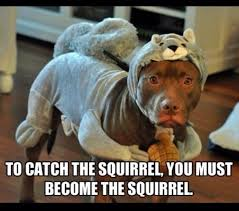 TO CATCH THE SQUIRREL, YOU MUST
BECOME THE SQUIRREL.